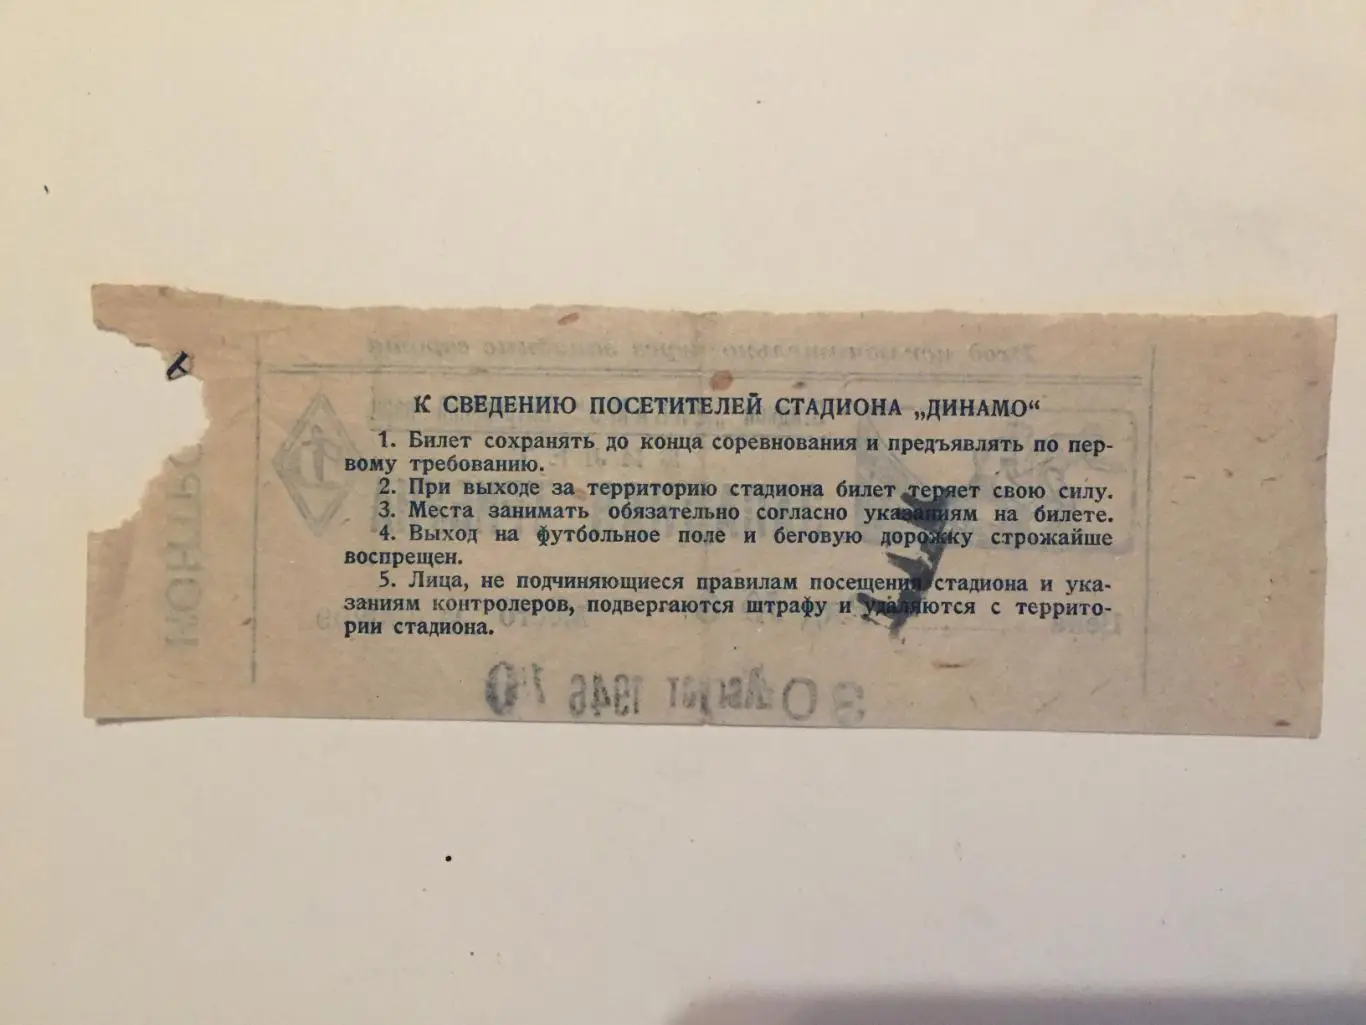 К СВЕДЕНИЮ ПОСЕТИТЕЛЕЙ СТАДИОНА „ДИНАМО“
1. Билет сохранять до конца соревнования и предъявлять по пер-
вому требованию.
2. При выходе за территорию стадиона билет теряет свою силу.
3. Места занимать обязательно согласно указаниям на билете.
4. Выход на футбольное поле и беговую дорожку строжайше
воспрещен.
5. Лица, не подчиняющиеся правилам посещения стадиона и ука-
заниям контролеров, подвергаются штрафу и удаляются с террито-
рии стадиона.
30 Август 1946